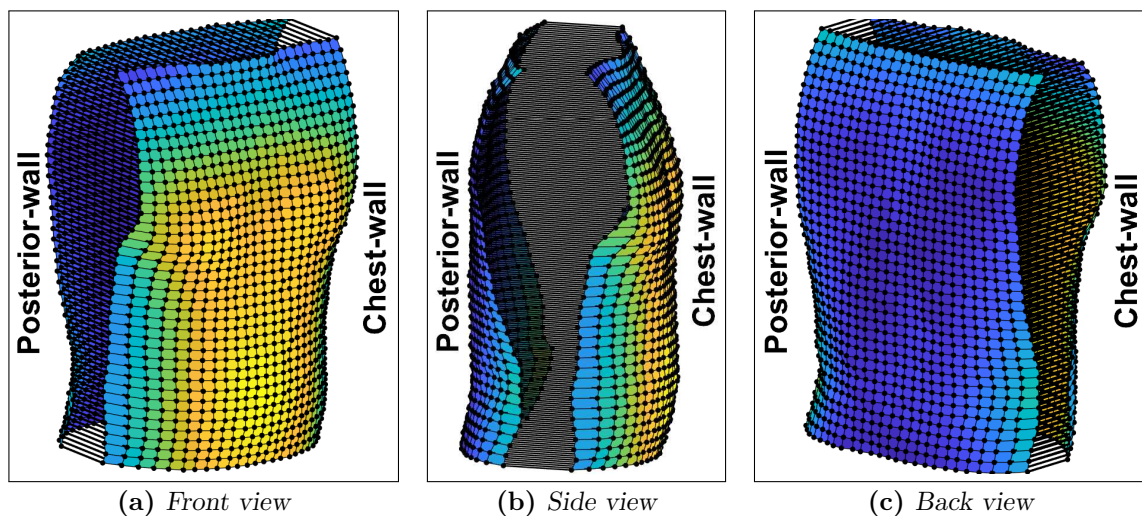 Posterior-wall
Chest-wall
Posterior-wall
Chest-wall
Posterior-wall
Chest-wall
(a) Front view
(b) Side view
(c) Back view